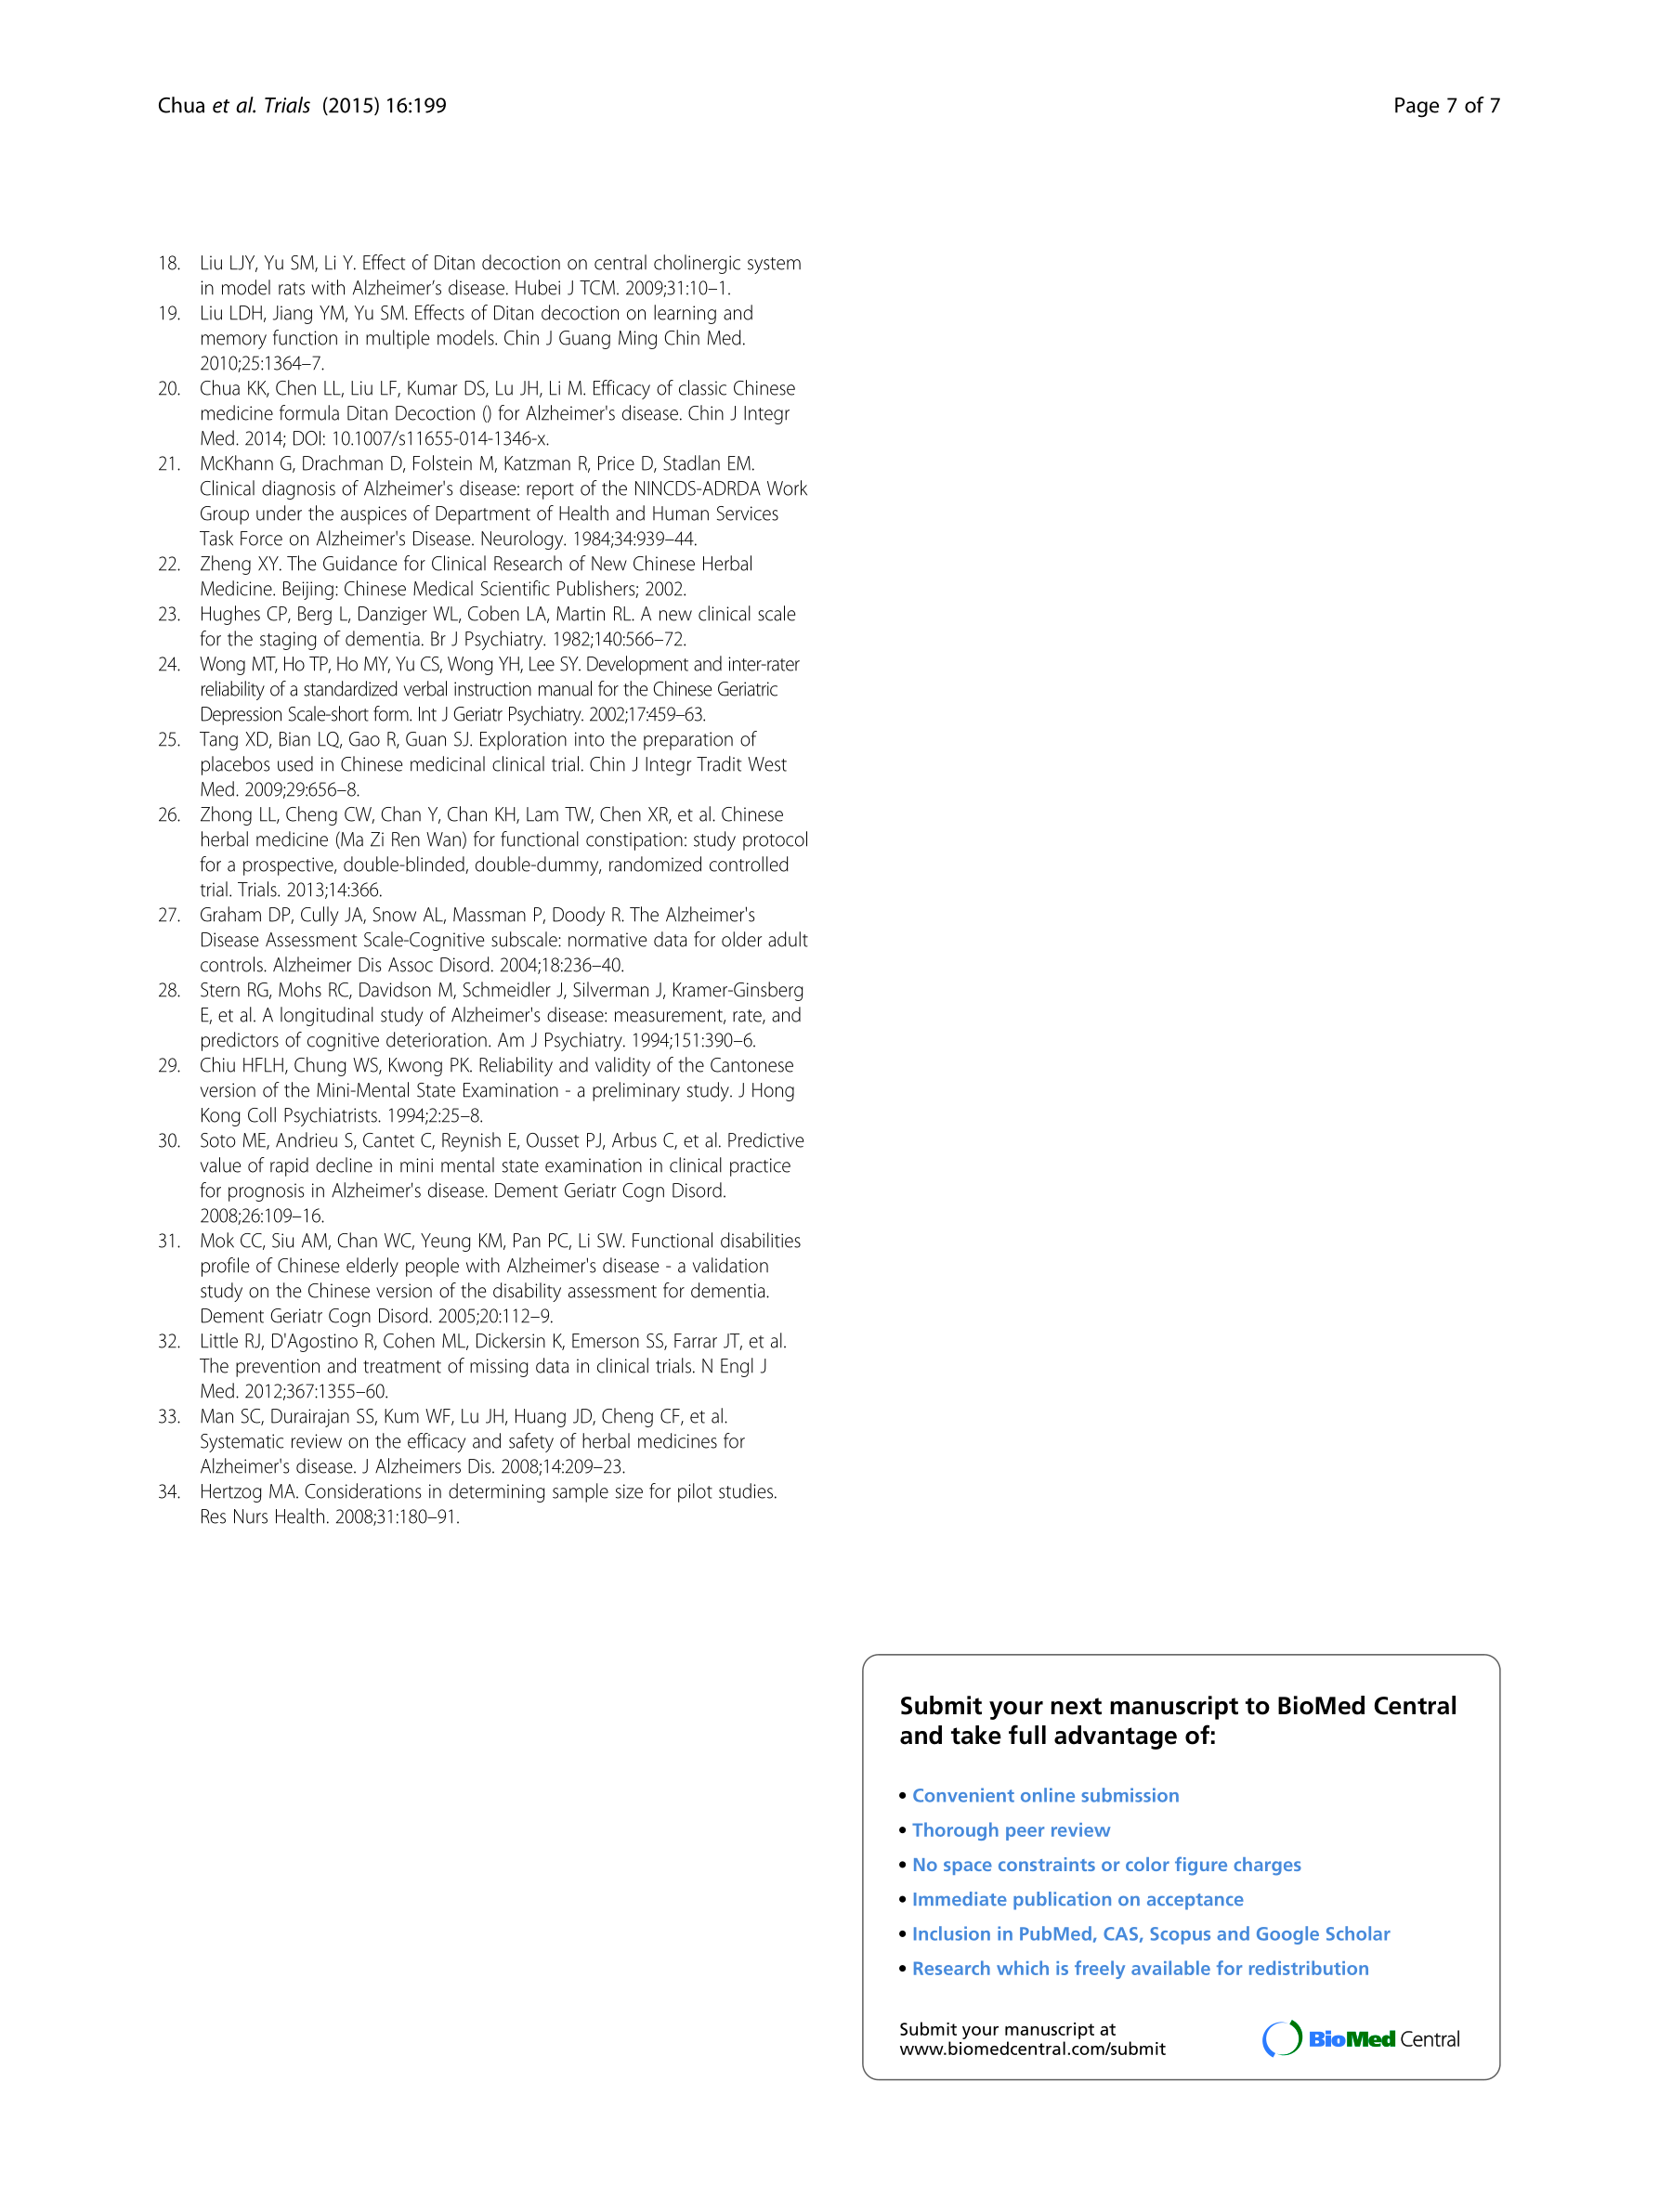 Chua et al. Trials (2015) 16:199
Page 7 of 7
18. Liu LJY, Yu SM, Li Y. Effect of Ditan decoction on central cholinergic system
in model rats with Alzheimer’s disease. Hubei J TCM. 2009;31:10–1.
19. Liu LDH, Jiang YM, Yu SM. Effects of Ditan decoction on learning and
memory function in multiple models. Chin J Guang Ming Chin Med.
2010;25:1364–7.
20. Chua KK, Chen LL, Liu LF, Kumar DS, Lu JH, Li M. Efficacy of classic Chinese
medicine formula Ditan Decoction () for Alzheimer's disease. Chin J Integr
Med. 2014; DOI: 10.1007/s11655-014-1346-x.
21. McKhann G, Drachman D, Folstein M, Katzman R, Price D, Stadlan EM.
Clinical diagnosis of Alzheimer's disease: report of the NINCDS-ADRDA Work
Group under the auspices of Department of Health and Human Services
Task Force on Alzheimer's Disease. Neurology. 1984;34:939–44.
22. Zheng XY. The Guidance for Clinical Research of New Chinese Herbal
Medicine. Beijing: Chinese Medical Scientific Publishers; 2002.
23. Hughes CP, Berg L, Danziger WL, Coben LA, Martin RL. A new clinical scale
for the staging of dementia. Br J Psychiatry. 1982;140:566–72.
24. Wong MT, Ho TP, Ho MY, Yu CS, Wong YH, Lee SY. Development and inter-rater
reliability of a standardized verbal instruction manual for the Chinese Geriatric
Depression Scale-short form. Int J Geriatr Psychiatry. 2002;17:459–63.
25. Tang XD, Bian LQ, Gao R, Guan SJ. Exploration into the preparation of
placebos used in Chinese medicinal clinical trial. Chin J Integr Tradit West
Med. 2009;29:656–8.
26. Zhong LL, Cheng CW, Chan Y, Chan KH, Lam TW, Chen XR, et al. Chinese
herbal medicine (Ma Zi Ren Wan) for functional constipation: study protocol
for a prospective, double-blinded, double-dummy, randomized controlled
trial. Trials. 2013;14:366.
27. Graham DP, Cully JA, Snow AL, Massman P, Doody R. The Alzheimer's
Disease Assessment Scale-Cognitive subscale: normative data for older adult
controls. Alzheimer Dis Assoc Disord. 2004;18:236–40.
28. Stern RG, Mohs RC, Davidson M, Schmeidler J, Silverman J, Kramer-Ginsberg
E, et al. A longitudinal study of Alzheimer's disease: measurement, rate, and
predictors of cognitive deterioration. Am J Psychiatry. 1994;151:390–6.
29. Chiu HFLH, Chung WS, Kwong PK. Reliability and validity of the Cantonese
version of the Mini-Mental State Examination - a preliminary study. J Hong
Kong Coll Psychiatrists. 1994;2:25–8.
30. Soto ME, Andrieu S, Cantet C, Reynish E, Ousset PJ, Arbus C, et al. Predictive
value of rapid decline in mini mental state examination in clinical practice
for prognosis in Alzheimer's disease. Dement Geriatr Cogn Disord.
2008;26:109–16.
31. Mok CC, Siu AM, Chan WC, Yeung KM, Pan PC, Li SW. Functional disabilities
profile of Chinese elderly people with Alzheimer's disease - a validation
study on the Chinese version of the disability assessment for dementia.
Dement Geriatr Cogn Disord. 2005;20:112–9.
32. Little RJ, D'Agostino R, Cohen ML, Dickersin K, Emerson SS, Farrar JT, et al.
The prevention and treatment of missing data in clinical trials. N Engl J
Med. 2012;367:1355–60.
33. Man SC, Durairajan SS, Kum WF, Lu JH, Huang JD, Cheng CF, et al.
Systematic review on the efficacy and safety of herbal medicines for
Alzheimer's disease. J Alzheimers Dis. 2008;14:209–23.
34. Hertzog MA. Considerations in determining sample size for pilot studies.
Res Nurs Health. 2008;31:180–91.
Submit your next manuscript to BioMed Central
and take full advantage of:
• Convenient online submission
• Thorough peer review
• No space constraints or color figure charges
• Immediate publication on acceptance
• Inclusion in PubMed, CAS, Scopus and Google Scholar
• Research which is freely available for redistribution
Submit your manuscript at
www.biomedcentral.com/submit
BioMed Central